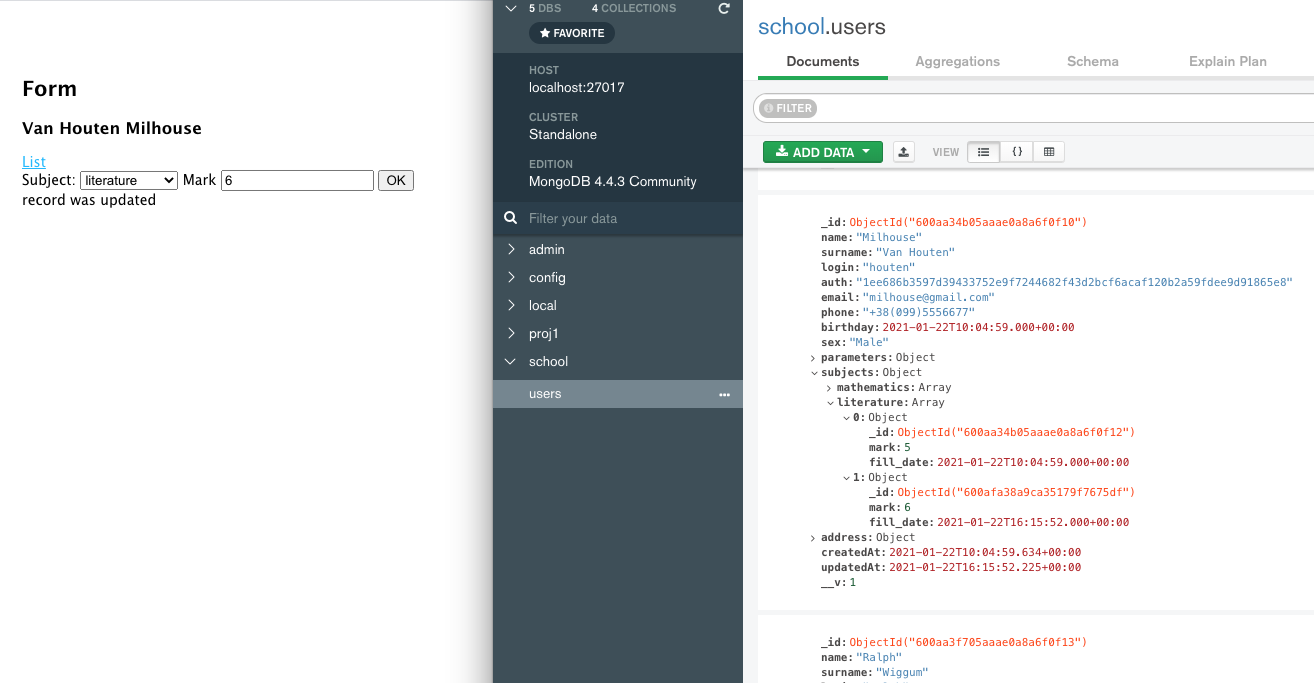 Form
Van Houten Milhouse
List
Subject: literature Mark 6 OK
record was updated
5 DBS 4 COLLECTIONS
FAVORITE
HOST
localhost:27017
CLUSTER
Standalone
EDITION
MongoDB 4.4.3 Community
Filter your data
admin
config
local
proj1
school
users
school.users
Documents Aggregations Schema Explain Plan
FILTER
ADD DATA VIEW {}
_id: ObjectId("600aa34b05aaae0a8a6f0f10")
name: "Milhouse"
surname: "Van Houten"
login: "houten"
auth: "1ee686b3597d39433752e9f7244682f43d2bcf6acaf120b2a59fdee9d91865e8"
email: "milhouse@gmail.com"
phone: "+38(099)5556677"
birthday: 2021-01-22T10:04:59.000+00:00
sex: "Male"
parameters: Object
subjects: Object
mathematics: Array
literature: Array
0: Object
_id: ObjectId("600aa34b05aaae0a8a6f0f12")
mark: 5
fill_date: 2021-01-22T10:04:59.000+00:00
1: Object
_id: ObjectId("600afa38a9ca35179f7675df")
mark: 6
fill_date: 2021-01-22T16:15:52.000+00:00
address: Object
createdAt: 2021-01-22T10:04:59.634+00:00
updatedAt: 2021-01-22T16:15:52.225+00:00
__v: 1
_id: ObjectId("600aa3f705aaae0a8a6f0f13")
name: "Ralph"
surname: "Wiggum"